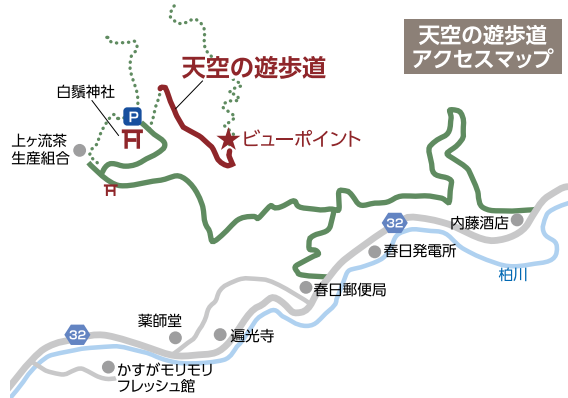 天空の遊歩道
アクセスマップ
天空の遊歩道
白鬚神社
P
ビューポイント
上ヶ流茶
生産組合
内藤酒店
32
春日発電所
柏川
春日郵便局
薬師堂
32
遍光寺
かすがモリモリ
フレッシュ館